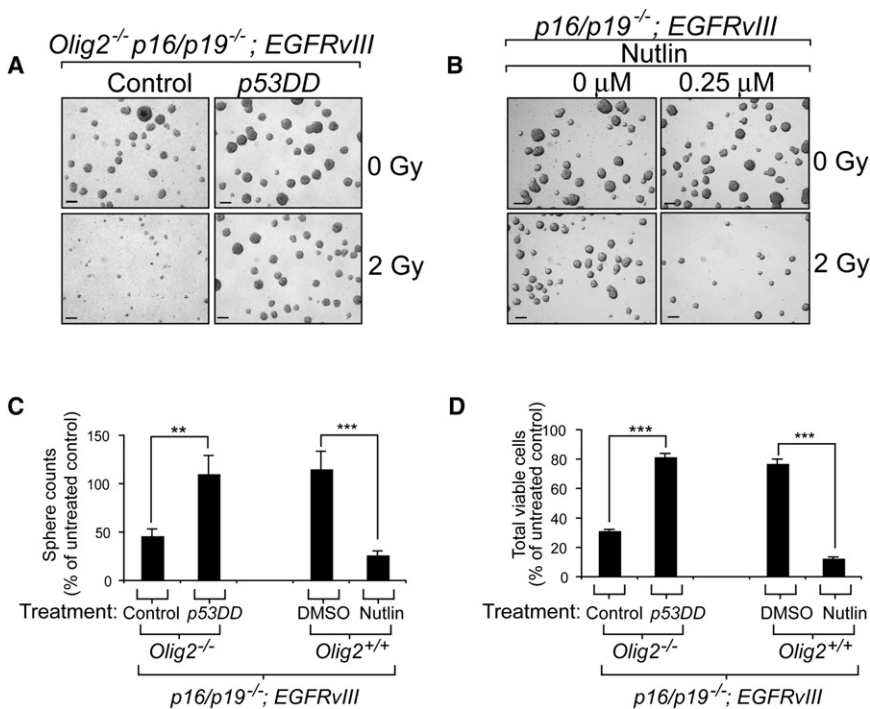 Olig2-/- p16/p19-/-; EGFRvIII
A
Control p53DD
0 Gy
2 Gy
p16/p19-/-; EGFRvIII
Nutlin
B
0 μM 0.25 μM
0 Gy
2 Gy
C
Sphere counts
(% of untreated control)
150
100
50
0
**
***
Treatment: Control p53DD DMSO Nutlin
Olig2-/- Olig2+/+
p16/p19-/-; EGFRvIII
D
Total viable cells
(% of untreated control)
100
80
60
40
20
0
***
***
Treatment: Control p53DD DMSO Nutlin
Olig2-/- Olig2+/+
p16/p19-/-; EGFRvIII